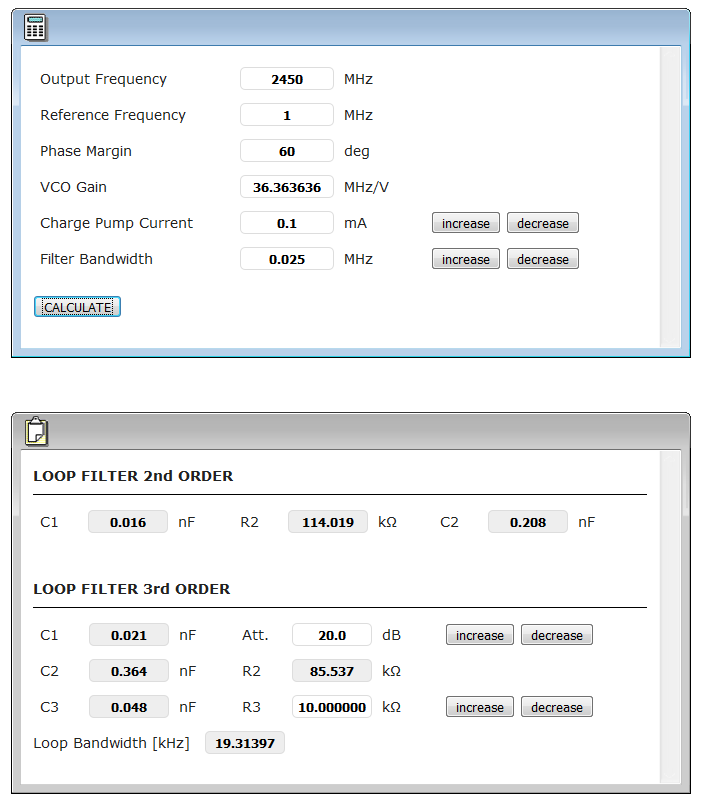 Output Frequency 2450 MHz
Reference Frequency 1 MHz
Phase Margin 60 deg
VCO Gain 36.363636 MHz/V
Charge Pump Current 0.1 mA increase decrease
Filter Bandwidth 0.025 MHz increase decrease
CALCULATE
LOOP FILTER 2nd ORDER
C1 0.016 nF R2 114.019 kΩ C2 0.208 nF
LOOP FILTER 3rd ORDER
C1 0.021 nF Att. 20.0 dB increase decrease
C2 0.364 nF R2 85.537 kΩ
C3 0.048 nF R3 10.000000 kΩ increase decrease
Loop Bandwidth [kHz] 19.31397